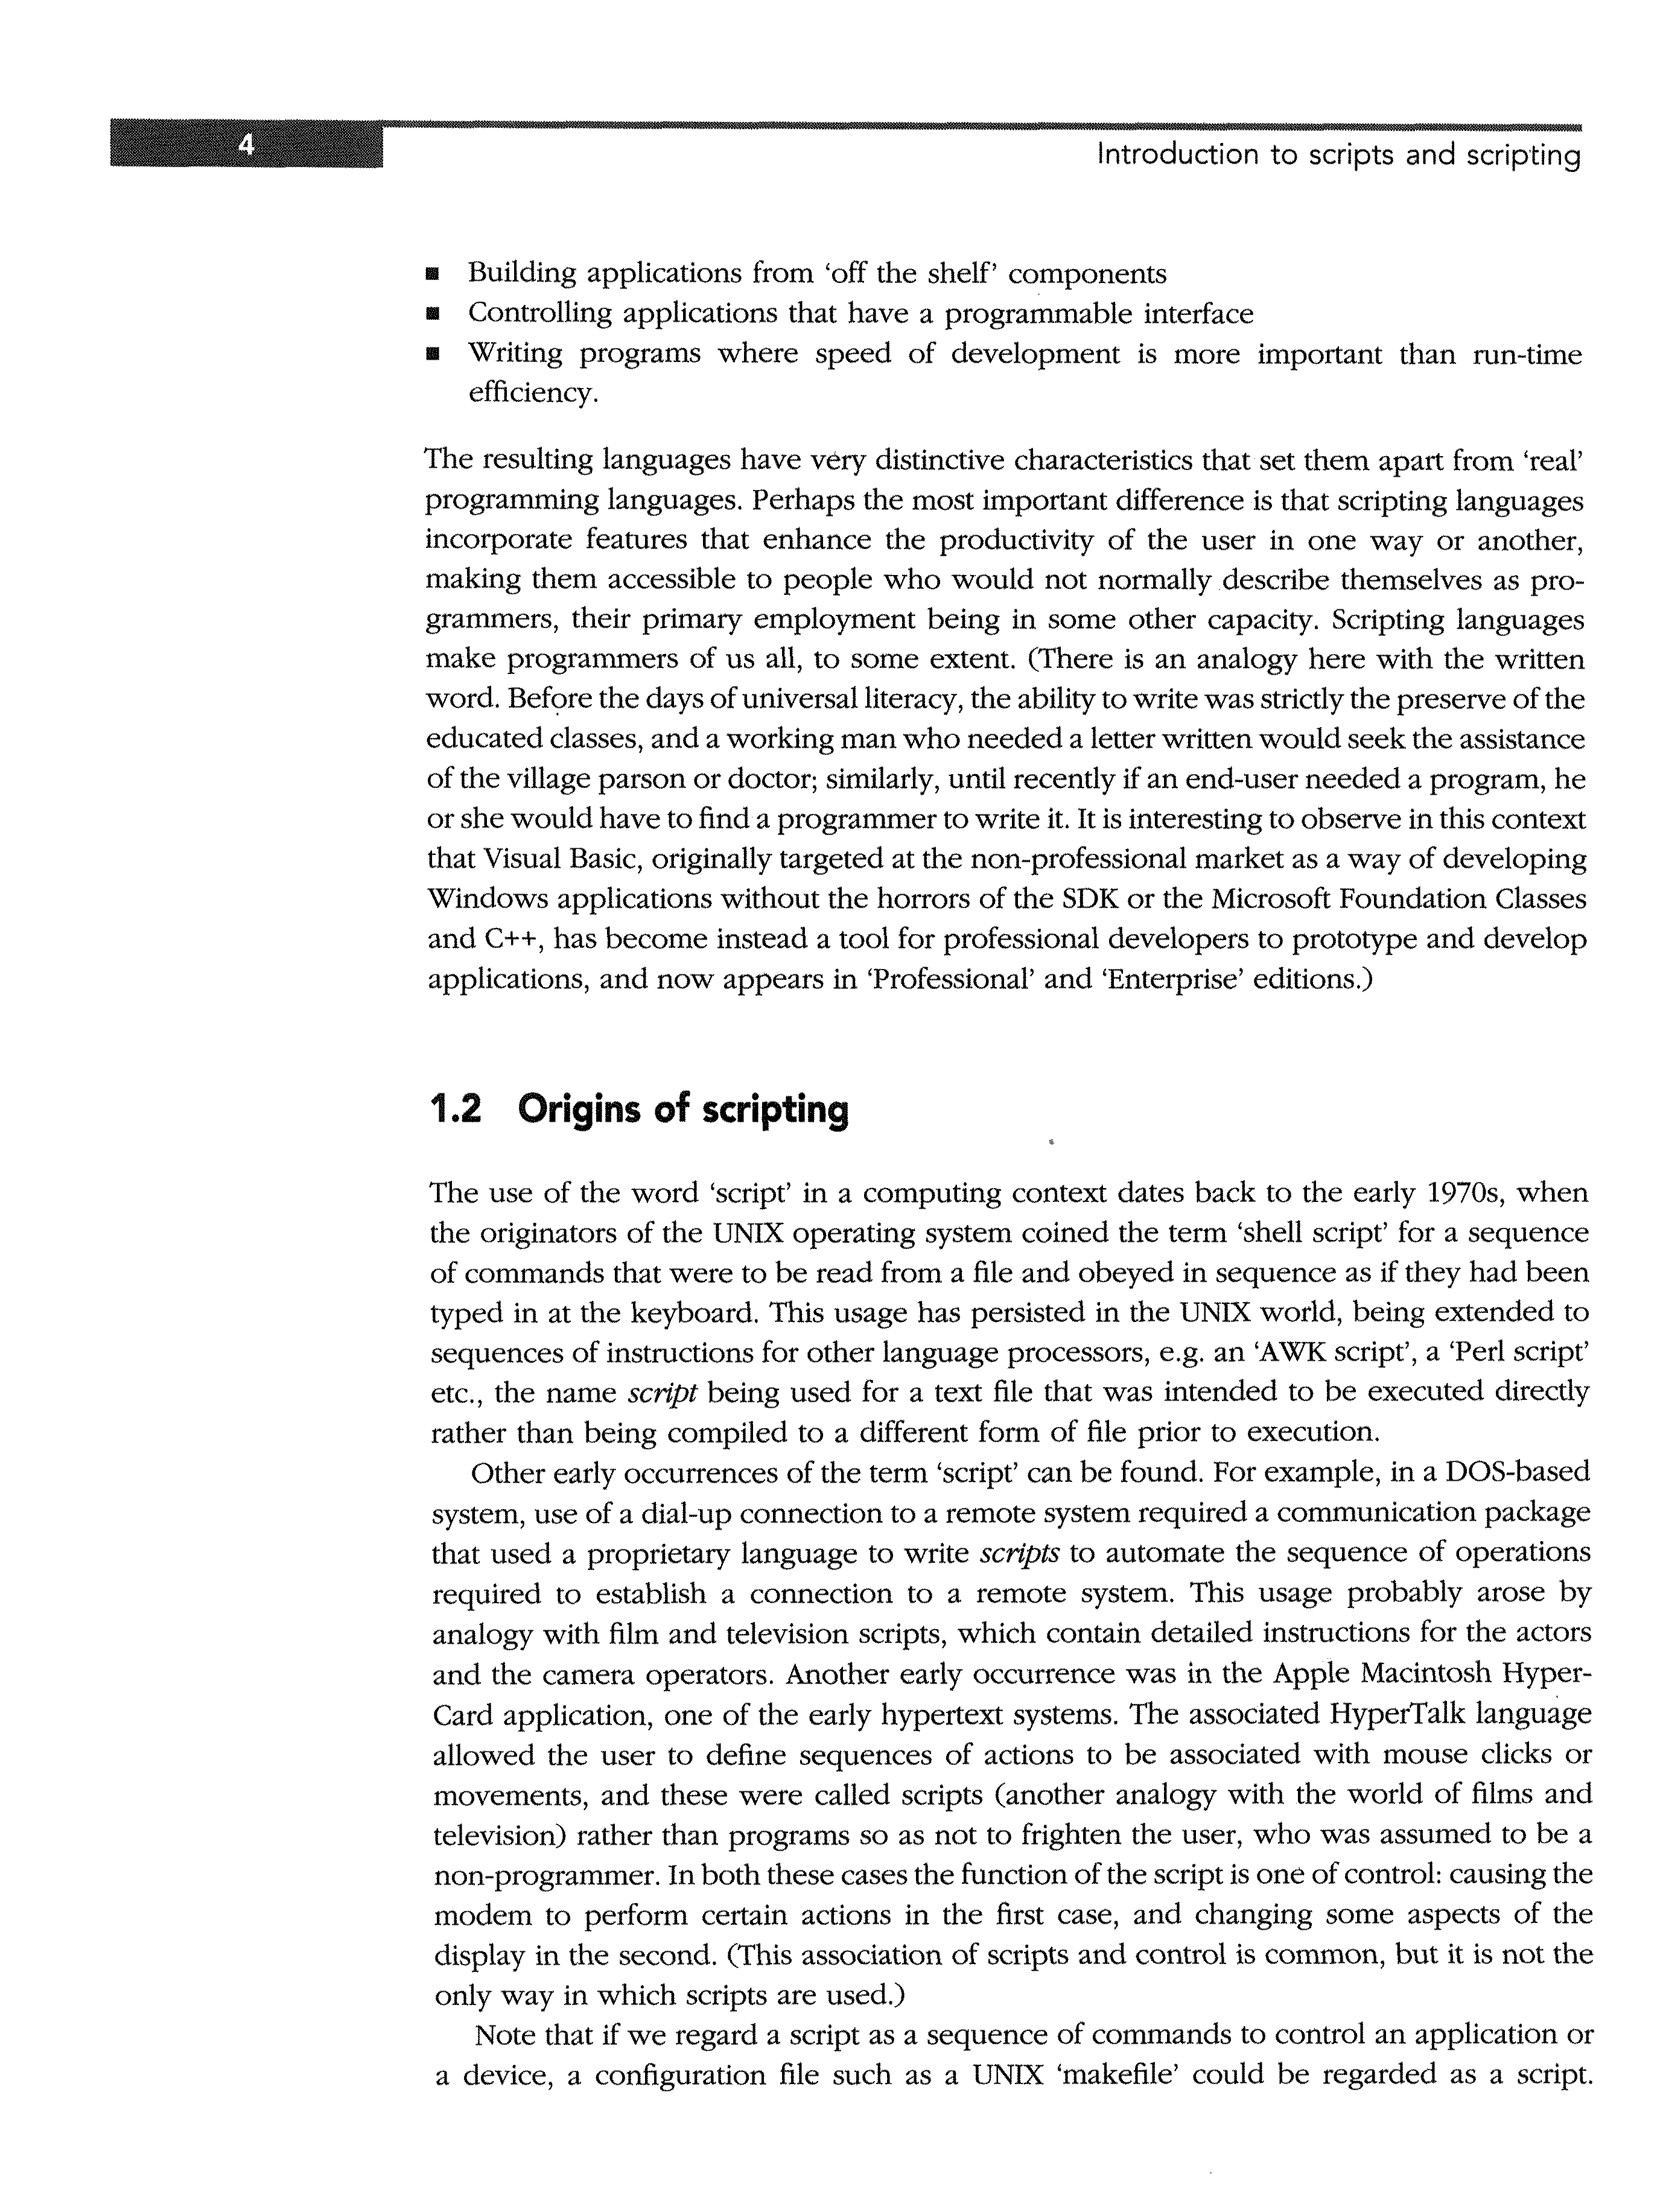 4
Introduction to scripts and scripting
■ Building applications from ‘off the shelf’ components
■ Controlling applications that have a programmable interface
■ Writing programs where speed of development is more important than run-time
efficiency.
The resulting languages have very distinctive characteristics that set them apart from ‘real’
programming languages. Perhaps the most important difference is that scripting languages
incorporate features that enhance the productivity of the user in one way or another,
making them accessible to people who would not normally describe themselves as pro-
grammers, their primary employment being in some other capacity. Scripting languages
make programmers of us all, to some extent. (There is an analogy here with the written
word. Before the days of universal literacy, the ability to write was strictly the preserve of the
educated classes, and a working man who needed a letter written would seek the assistance
of the village parson or doctor; similarly, until recently if an end-user needed a program, he
or she would have to find a programmer to write it. It is interesting to observe in this context
that Visual Basic, originally targeted at the non-professional market as a way of developing
Windows applications without the horrors of the SDK or the Microsoft Foundation Classes
and C++, has become instead a tool for professional developers to prototype and develop
applications, and now appears in ‘Professional’ and ‘Enterprise’ editions.)
1.2 Origins of scripting
The use of the word ‘script’ in a computing context dates back to the early 1970s, when
the originators of the UNIX operating system coined the term ‘shell script’ for a sequence
of commands that were to be read from a file and obeyed in sequence as if they had been
typed in at the keyboard. This usage has persisted in the UNIX world, being extended to
sequences of instructions for other language processors, e.g. an ‘AWK script’, a ‘Perl script’
etc., the name script being used for a text file that was intended to be executed directly
rather than being compiled to a different form of file prior to execution.
Other early occurrences of the term ‘script’ can be found. For example, in a DOS-based
system, use of a dial-up connection to a remote system required a communication package
that used a proprietary language to write scripts to automate the sequence of operations
required to establish a connection to a remote system. This usage probably arose by
analogy with film and television scripts, which contain detailed instructions for the actors
and the camera operators. Another early occurrence was in the Apple Macintosh Hyper-
Card application, one of the early hypertext systems. The associated HyperTalk language
allowed the user to define sequences of actions to be associated with mouse clicks or
movements, and these were called scripts (another analogy with the world of films and
television) rather than programs so as not to frighten the user, who was assumed to be a
non-programmer. In both these cases the function of the script is one of control: causing the
modem to perform certain actions in the first case, and changing some aspects of the
display in the second. (This association of scripts and control is common, but it is not the
only way in which scripts are used.)
Note that if we regard a script as a sequence of commands to control an application or
a device, a configuration file such as a UNIX ‘makefile’ could be regarded as a script.